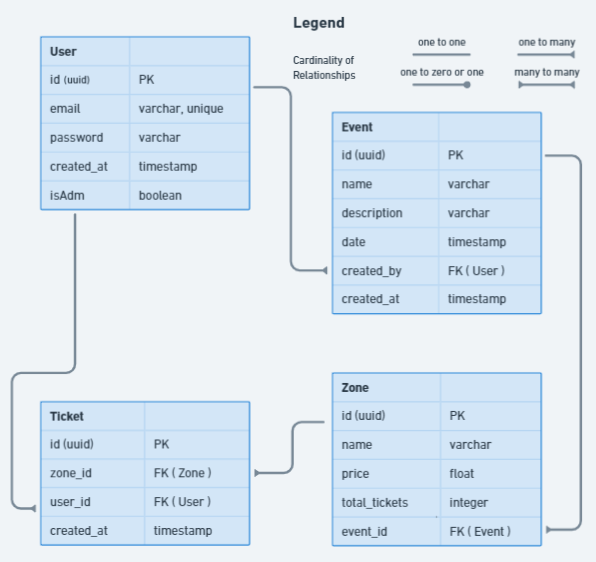 Legend
Cardinality of
Relationships
one to one
one to many
one to zero or one
many to many
User
id (uuid) PK
email varchar, unique
password varchar
created_at timestamp
isAdm boolean
Event
id (uuid) PK
name varchar
description varchar
date timestamp
created_by FK ( User )
created_at timestamp
Ticket
id (uuid) PK
zone_id FK ( Zone )
user_id FK ( User )
created_at timestamp
Zone
id (uuid) PK
name varchar
price float
total_tickets integer
event_id FK ( Event )